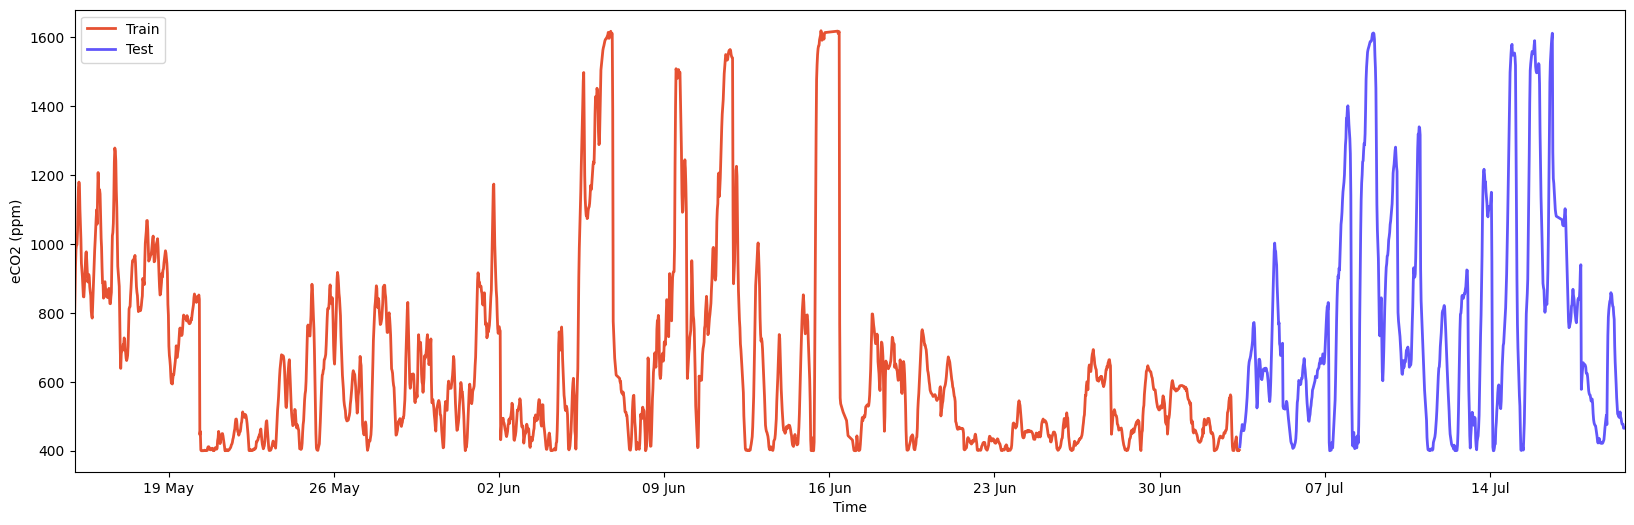 Train
Test
eCO2 (ppm)
1600
1400
1200
1000
800
600
400
19 May
26 May
02 Jun
09 Jun
16 Jun
23 Jun
30 Jun
07 Jul
14 Jul
Time